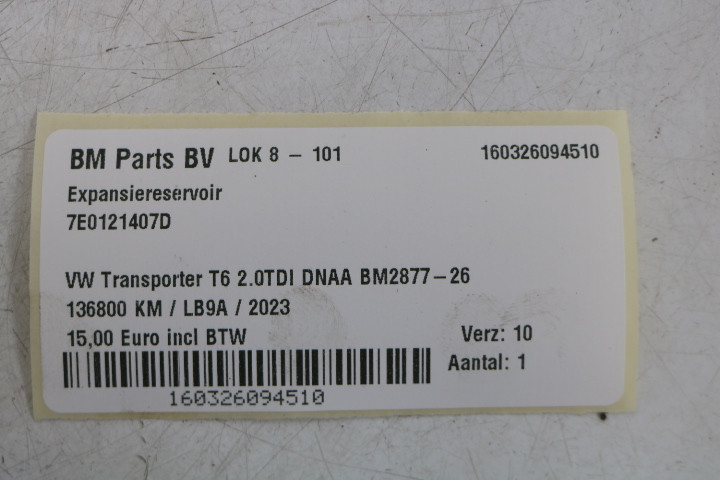 BM Parts BV LOK 8 - 101 160326094510
Expansiereservoir
7E0121407D
VW Transporter T6 2.0TDI DNAA BM2877-26
136800 KM / LB9A / 2023
15,00 Euro incl BTW Verz: 10
Aantal: 1
160326094510